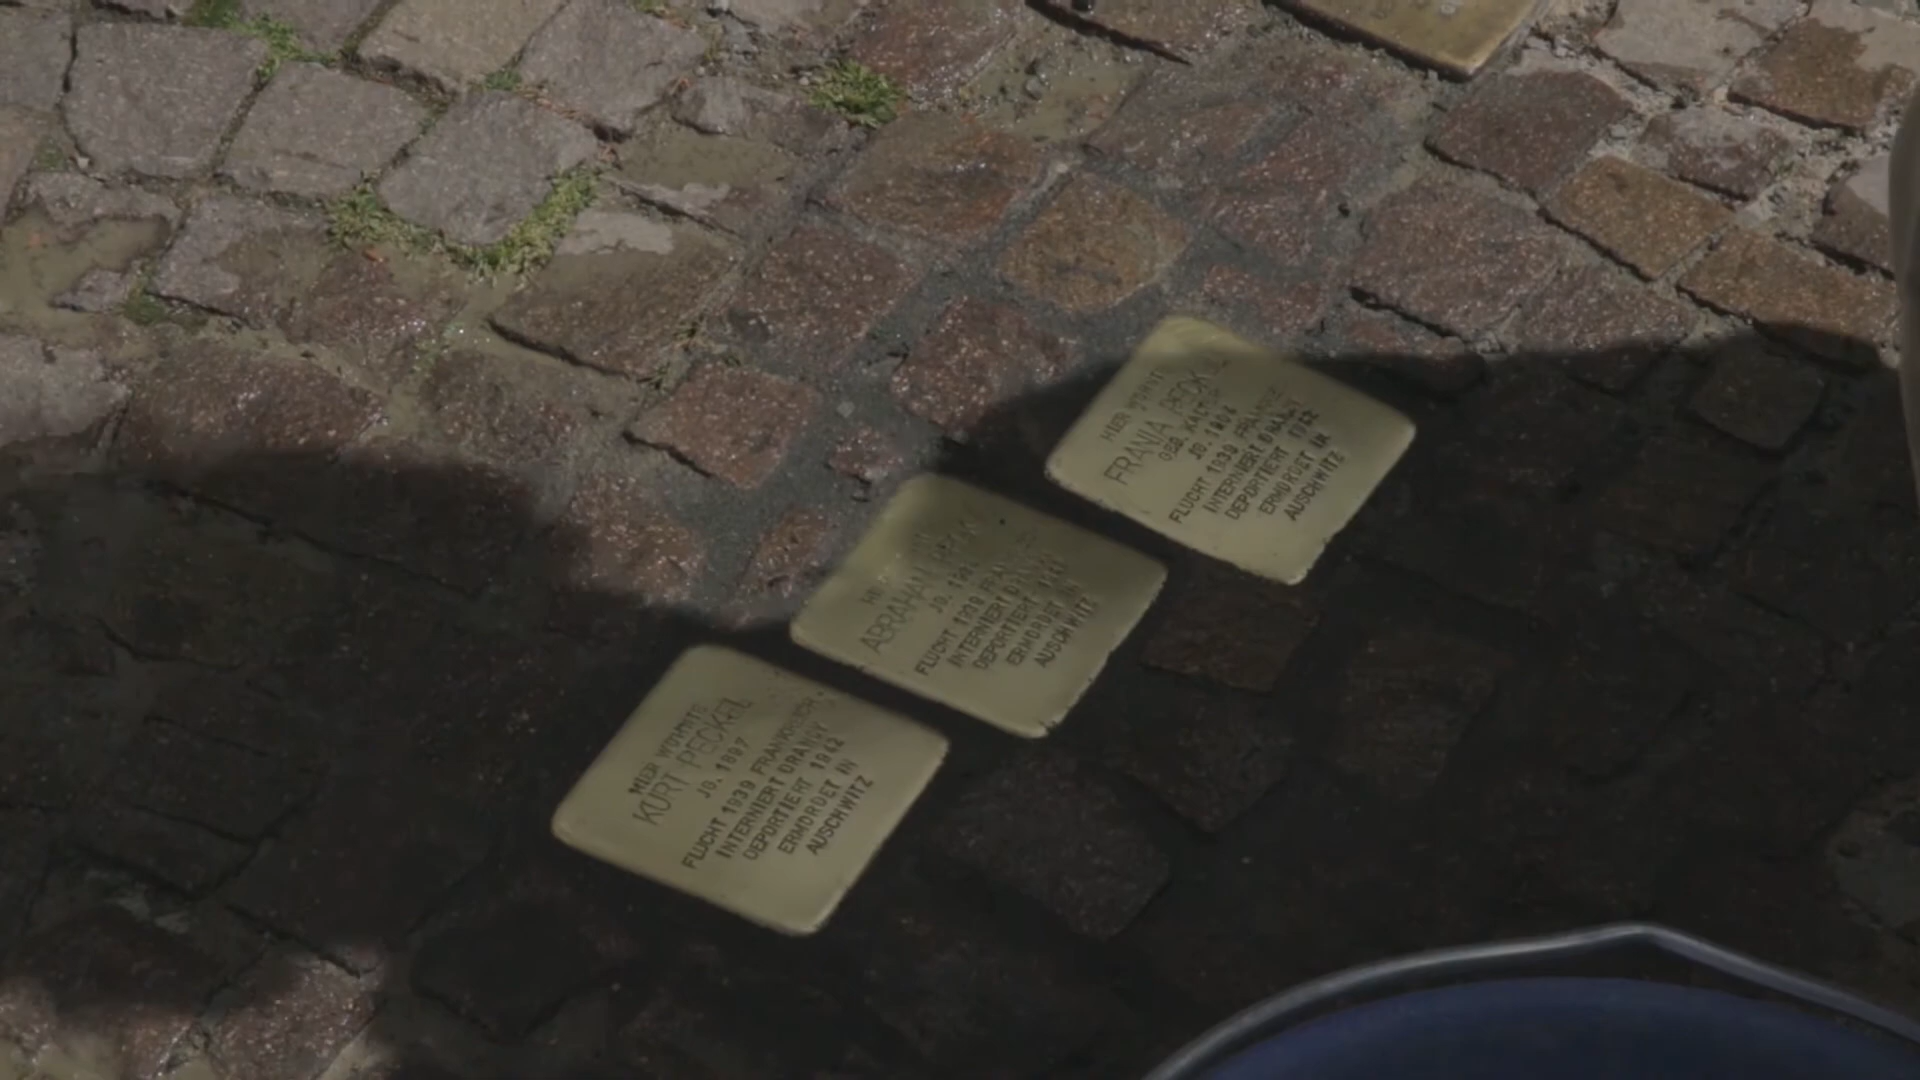 HIER WOHNTE
KURT PECKEL
JG. 1897
FLUCHT 1939 FRANKREICH
INTERNIERT DRANCY
DEPORTIERT 1942
ERMORDET IN
AUSCHWITZ
ABRAHAM
JG.
FLUCHT 1939
INTERNIERT DRANCY
DEPORTIERT
ERMORDET IN
AUSCHWITZ
HIER WOHNTE
FRANJA PECKEL
GEB.
JG. 1904
FLUCHT 1939 FRANKREICH
INTERNIERT DRANCY
DEPORTIERT 1942
ERMORDET IN
AUSCHWITZ